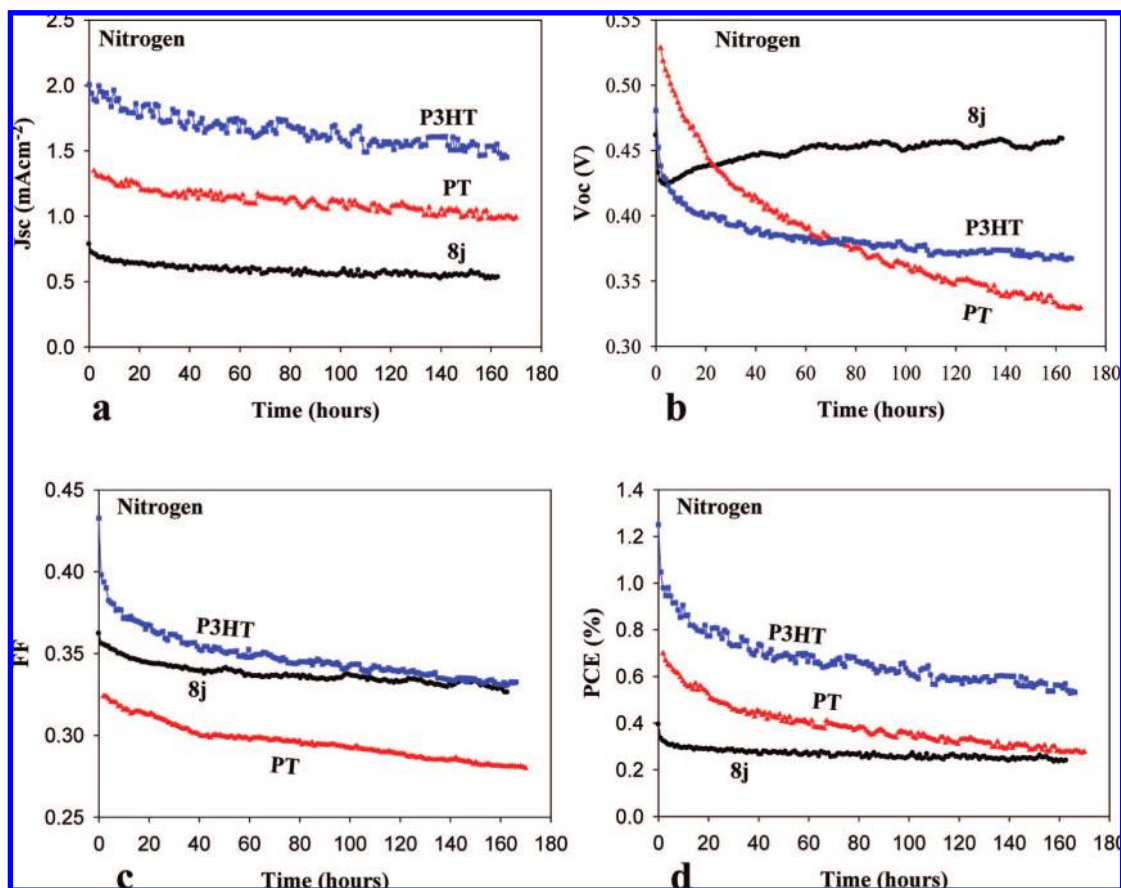 Nitrogen
Jsc (mAcm-2)
2.5
2.0
1.5
1.0
0.5
0.0
P3HT
PT
8j
0 20 40 60 80 100 120 140 160 180
Time (hours)
a
Nitrogen
Voc (V)
0.55
0.50
0.45
0.40
0.35
0.30
8j
P3HT
PT
0 20 40 60 80 100 120 140 160 180
Time (hours)
b
Nitrogen
FF
0.45
0.40
0.35
0.30
0.25
P3HT
8j
PT
0 20 40 60 80 100 120 140 160 180
Time (hours)
c
Nitrogen
PCE (%)
1.4
1.2
1.0
0.8
0.6
0.4
0.2
0.0
P3HT
PT
8j
0 20 40 60 80 100 120 140 160 180
Time (hours)
d